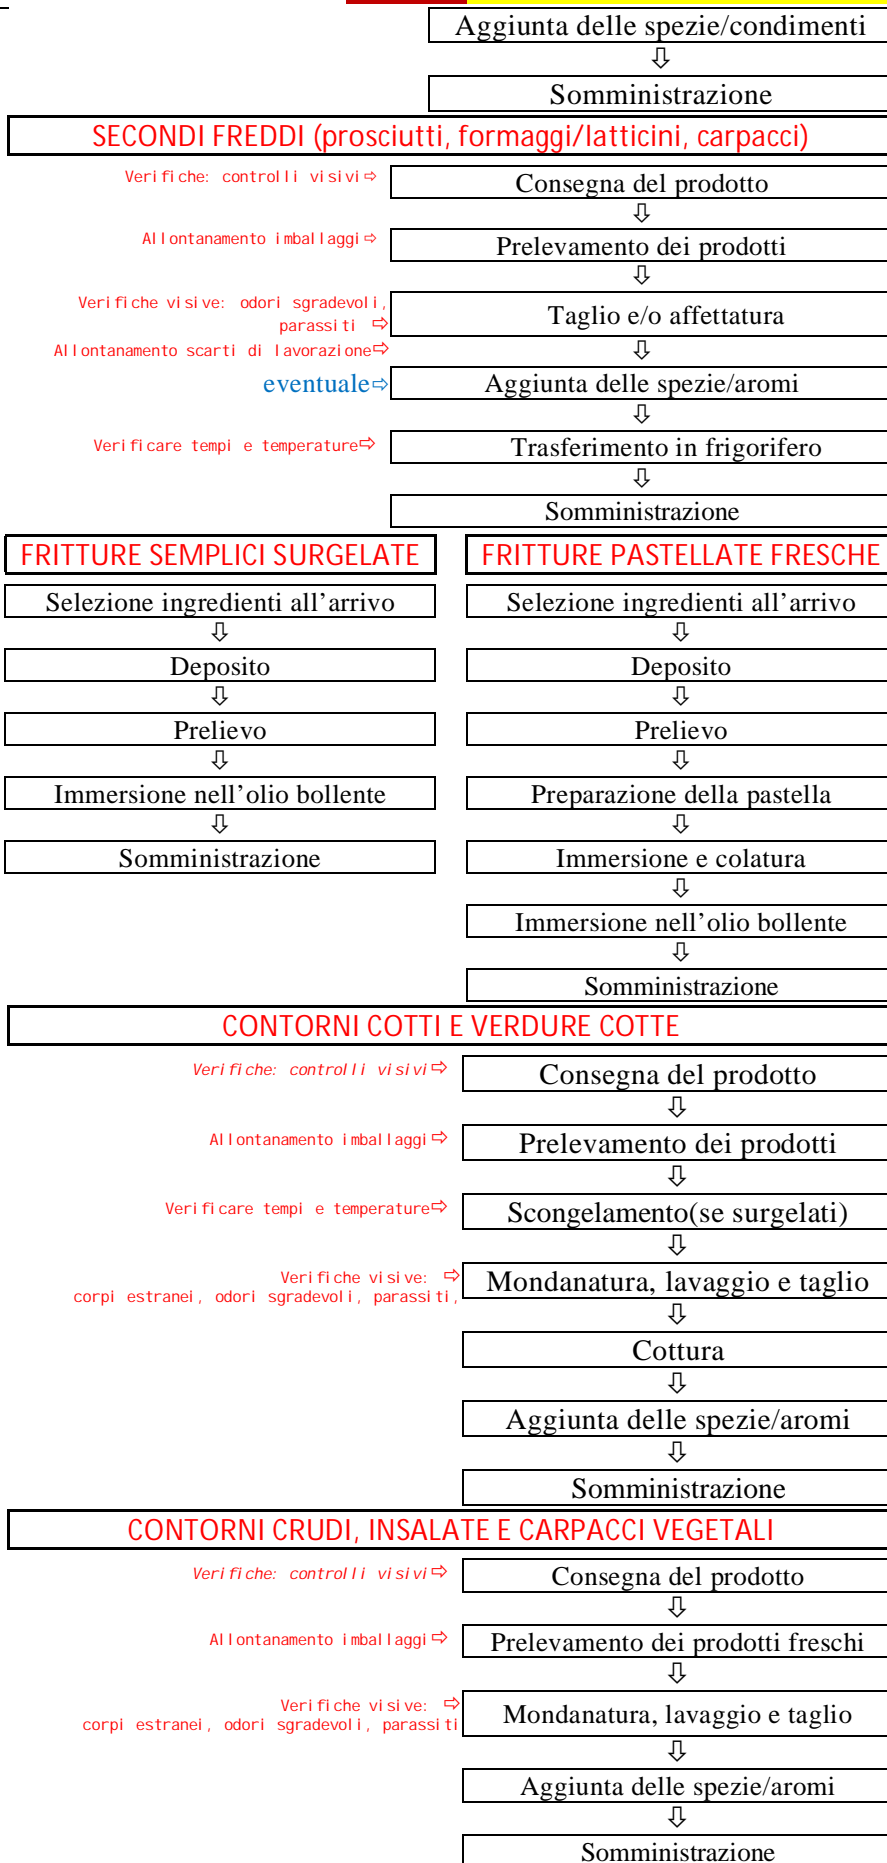 Aggiunta delle spezie/condimenti
⇩
Somministrazione
SECONDI FREDDI (prosciutti, formaggi/latticini, carpacci)
Verifiche: controlli visivi⇨ Consegna del prodotto
⇩
Allontanamento imballaggi⇨ Prelevamento dei prodotti
⇩
Verifiche visive: odori sgradevoli,
parassiti ⇨ Taglio e/o affettatura
Allontanamento scarti di lavorazione⇨ ⇩
eventuale⇨ Aggiunta delle spezie/aromi
⇩
Verificare tempi e temperature⇨ Trasferimento in frigorifero
⇩
Somministrazione
FRITTURE SEMPLICI SURGELATE
Selezione ingredienti all’arrivo
⇩
Deposito
⇩
Prelievo
⇩
Immersione nell’olio bollente
⇩
Somministrazione
FRITTURE PASTELLATE FRESCHE
Selezione ingredienti all’arrivo
⇩
Deposito
⇩
Prelievo
⇩
Preparazione della pastella
⇩
Immersione e colatura
⇩
Immersione nell’olio bollente
⇩
Somministrazione
CONTORNI COTTI E VERDURE COTTE
Verifiche: controlli visivi⇨ Consegna del prodotto
⇩
Allontanamento imballaggi⇨ Prelevamento dei prodotti
⇩
Verificare tempi e temperature⇨ Scongelamento(se surgelati)
⇩
Verifiche visive: ⇨ Mondanatura, lavaggio e taglio
corpi estranei, odori sgradevoli, parassiti,
⇩
Cottura
⇩
Aggiunta delle spezie/aromi
⇩
Somministrazione
CONTORNI CRUDI, INSALATE E CARPACCI VEGETALI
Verifiche: controlli visivi⇨ Consegna del prodotto
⇩
Allontanamento imballaggi⇨ Prelevamento dei prodotti freschi
⇩
Verifiche visive: ⇨ Mondanatura, lavaggio e taglio
corpi estranei, odori sgradevoli, parassiti
⇩
Aggiunta delle spezie/aromi
⇩
Somministrazione